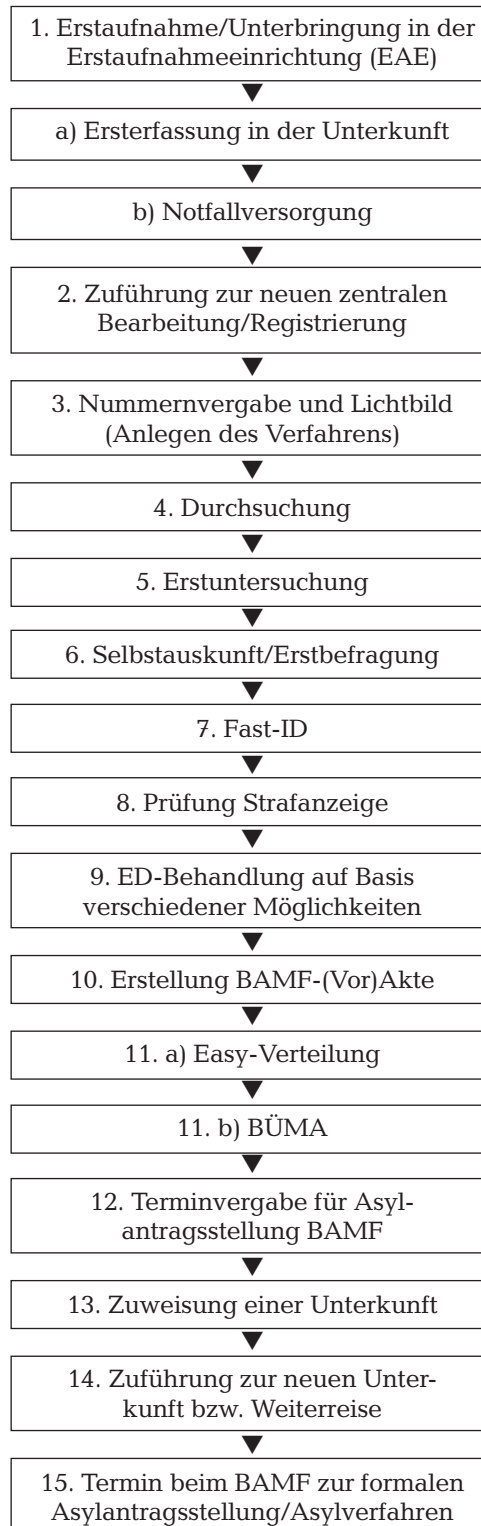 1. Erstaufnahme/Unterbringung in der
Erstaufnahmeeinrichtung (EAE)
a) Ersterfassung in der Unterkunft
b) Notfallversorgung
2. Zuführung zur neuen zentralen
Bearbeitung/Registrierung
3. Nummernvergabe und Lichtbild
(Anlegen des Verfahrens)
4. Durchsuchung
5. Erstuntersuchung
6. Selbstauskunft/Erstbefragung
7. Fast-ID
8. Prüfung Strafanzeige
9. ED-Behandlung auf Basis
verschiedener Möglichkeiten
10. Erstellung BAMF-(Vor)Akte
11. a) Easy-Verteilung
11. b) BÜMA
12. Terminvergabe für Asyl-
antragsstellung BAMF
13. Zuweisung einer Unterkunft
14. Zuführung zur neuen Unter-
kunft bzw. Weiterreise
15. Termin beim BAMF zur formalen
Asylantragsstellung/Asylverfahren